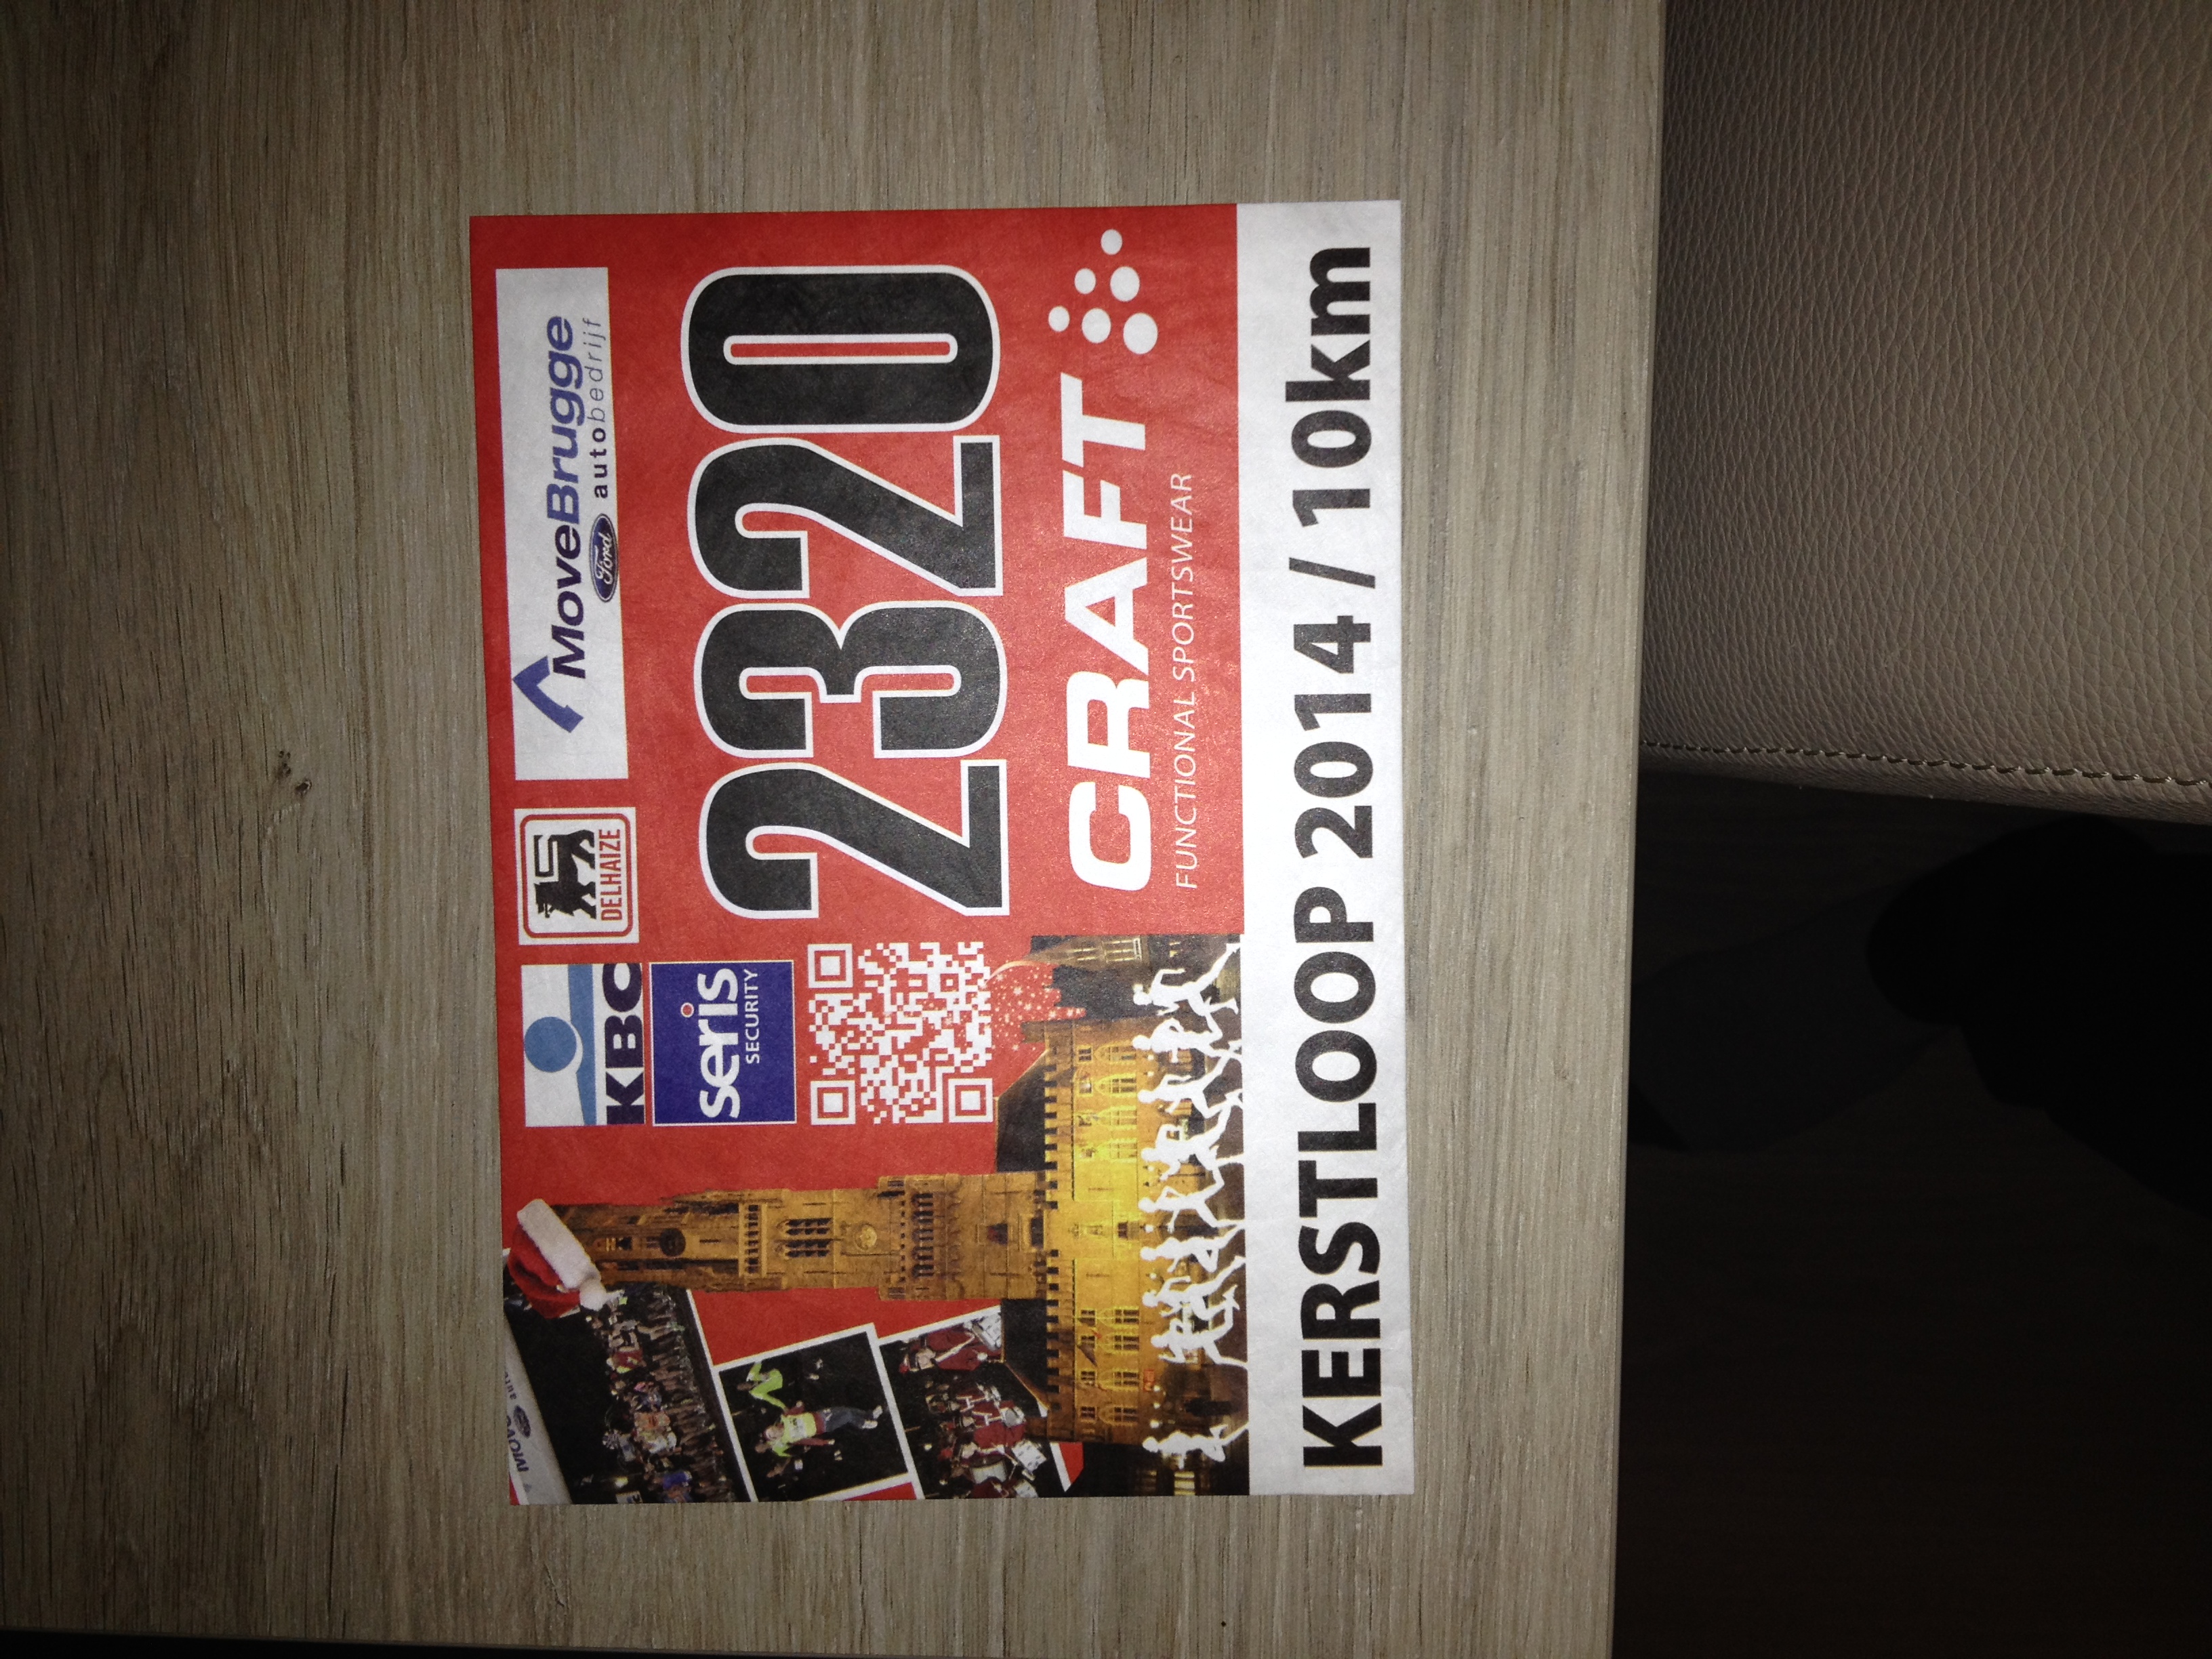 MoveBrugge
Ford autobedrijf
DELHAIZE
KBC
seris
SECURITY
2320
CRAFT
FUNCTIONAL SPORTSWEAR
KERSTLOOP 2014 / 10km